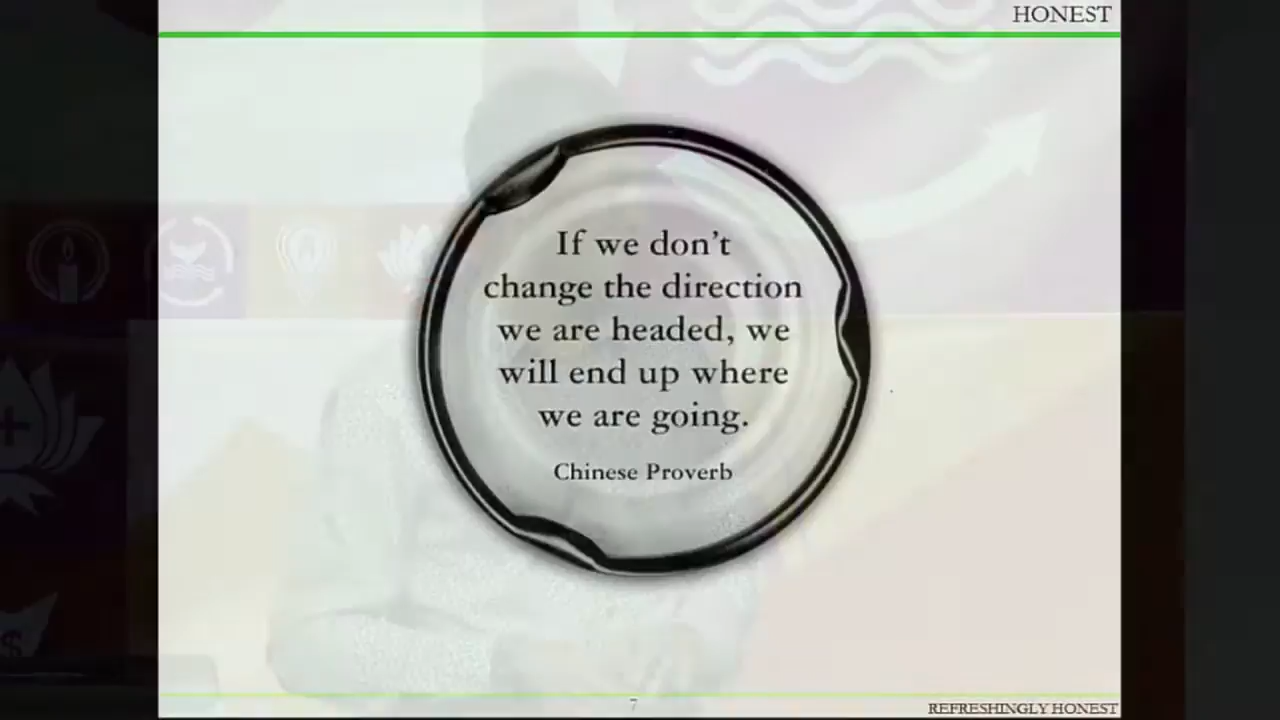 HONEST
If we don't
change the direction
we are headed, we
will end up where
we are going.
Chinese Proverb
7
REFRESHINGLY HONEST
$